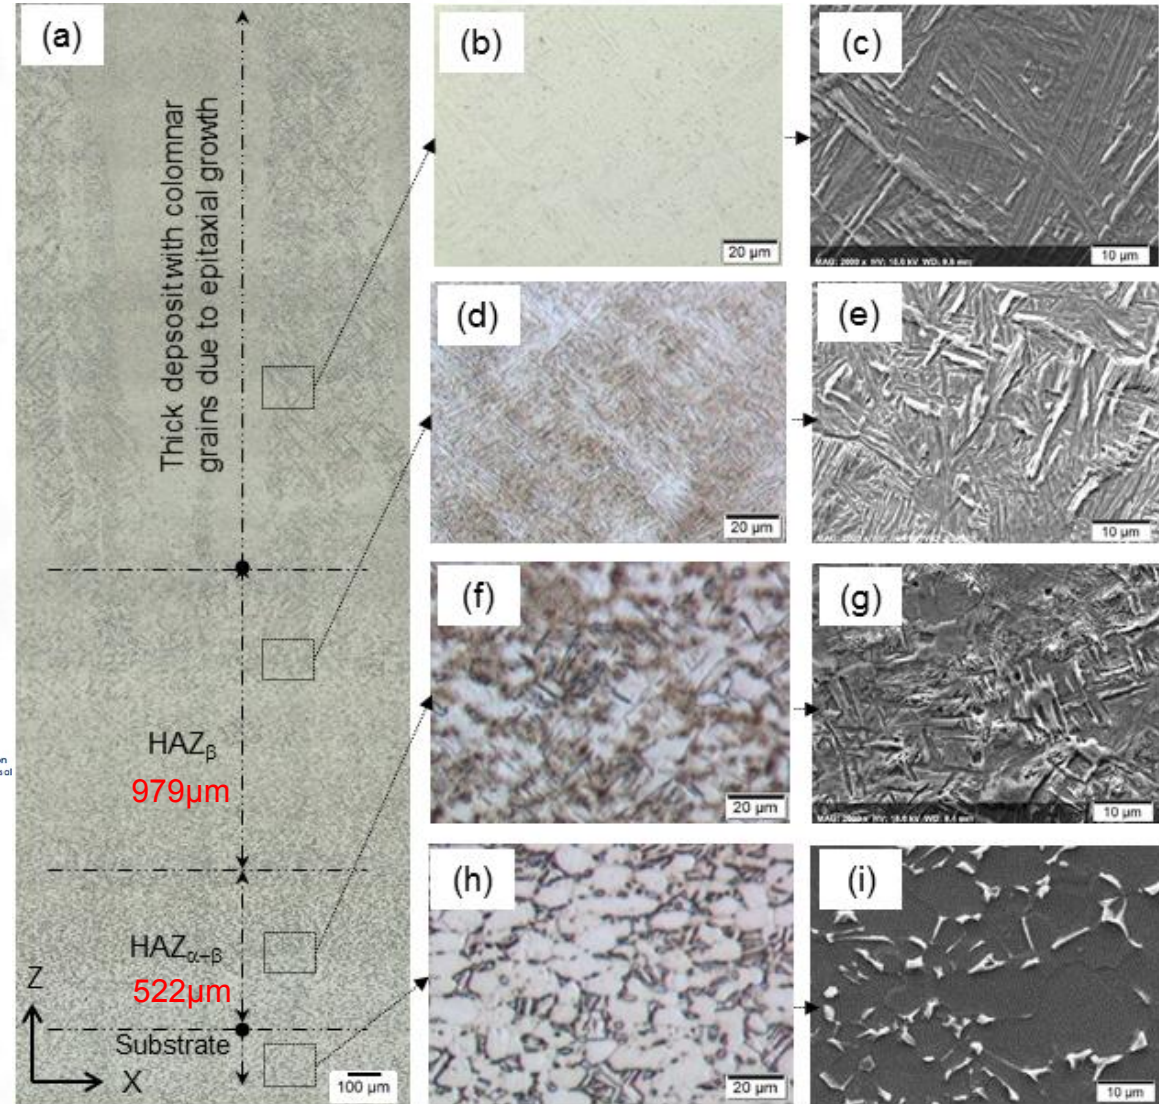 (a)
Thick depsosit with colomnar
grains due to epitaxial growth
HAZβ
979µm
HAZα+β
522µm
Z
X
Substrate
100 µm
(b)
20 µm
(c)
10 µm
(d)
20 µm
(e)
10 µm
(f)
20 µm
(g)
10 µm
(h)
20 µm
(i)
10 µm